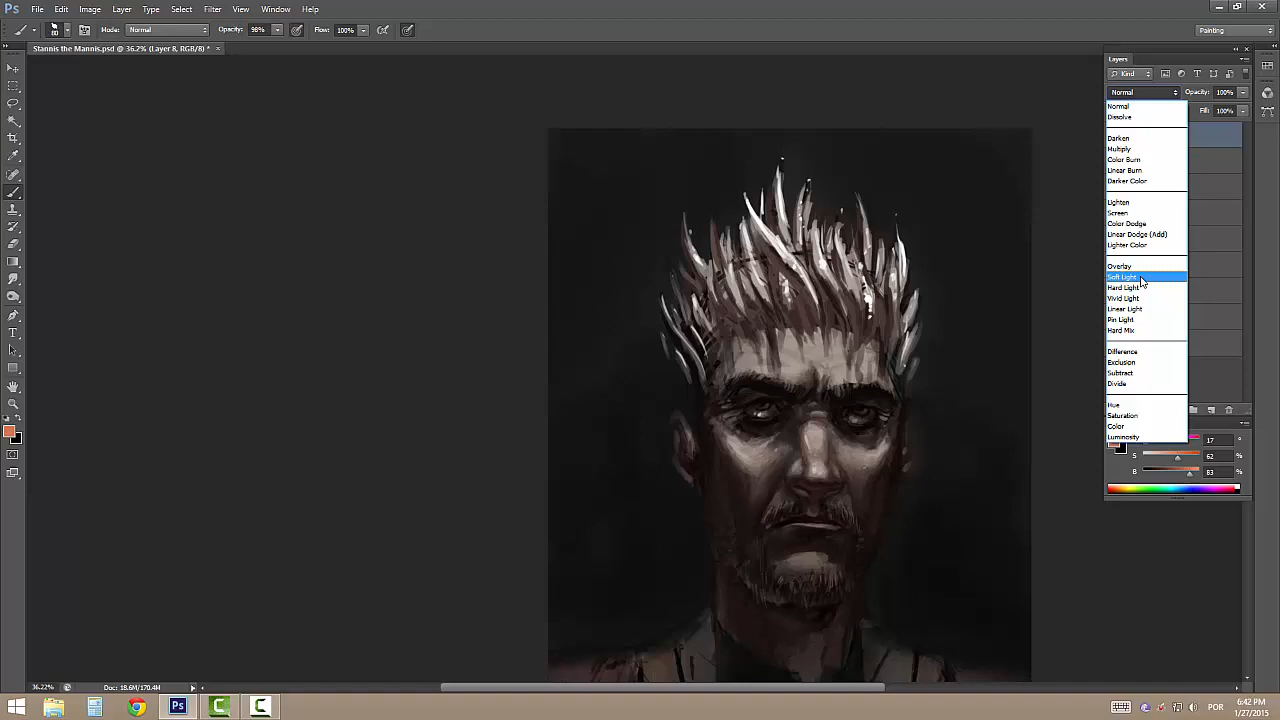 Ps File Edit Image Layer Type Select Filter View Window Help
80 Mode: Normal Opacity: 98% Flow: 100% Painting
Stannis the Mannis.psd @ 36.2% (Layer 8, RGB/8) * ×
Layers
Kind
Normal Opacity: 100%
Fill: 100%
Normal
Dissolve
Darken
Multiply
Color Burn
Linear Burn
Darker Color
Lighten
Screen
Color Dodge
Linear Dodge (Add)
Lighter Color
Overlay
Soft Light
Hard Light
Vivid Light
Linear Light
Pin Light
Hard Mix
Difference
Exclusion
Subtract
Divide
Hue
Saturation
Color
Luminosity
17 °
S 62 %
B 83 %
36.22% Doc: 18.6M/170.4M
POR 6:42 PM
1/27/2015